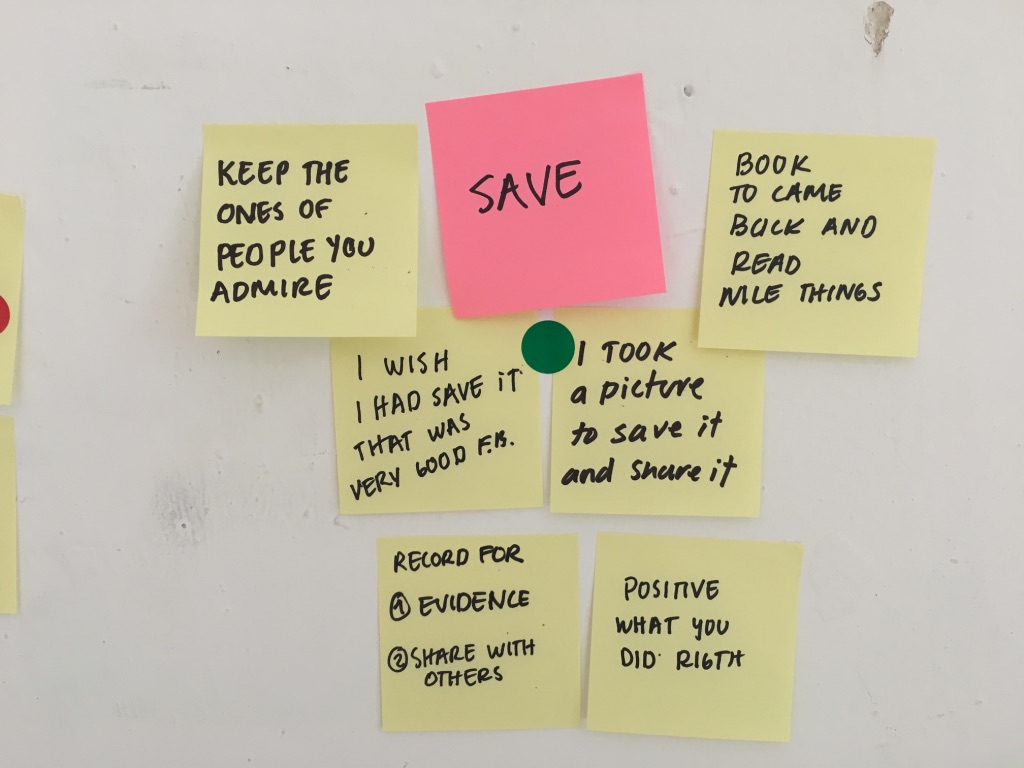 KEEP THE
ONES OF
PEOPLE YOU
ADMIRE
SAVE
BOOK
TO CAME
BACK AND
READ
NICE THINGS
I WISH
I HAD SAVE IT
THAT WAS
VERY GOOD F.B.
I TOOK
a picture
to save it
and share it
RECORD FOR
① EVIDENCE
② SHARE WITH
OTHERS
POSITIVE
WHAT YOU
DID RIGTH